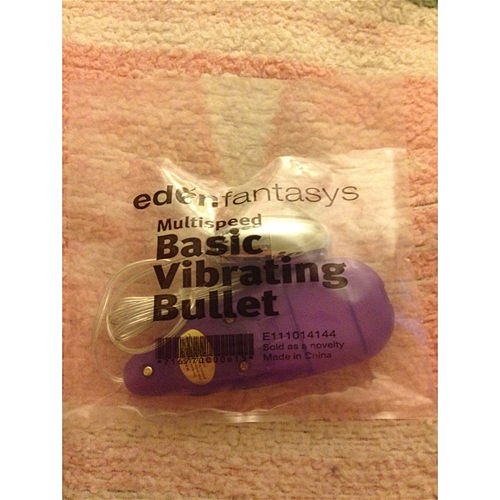 edenfantasys
Multispeed
Basic
Vibrating
Bullet
E111014144
Sold as a novelty
Made in China